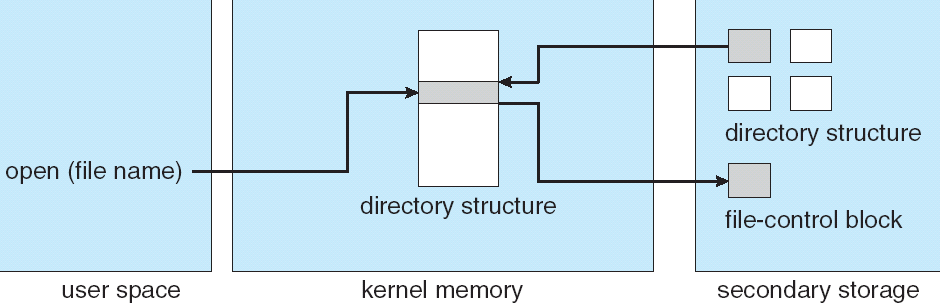 open (file name)
directory structure
directory structure
file-control block
user space
kernel memory
secondary storage